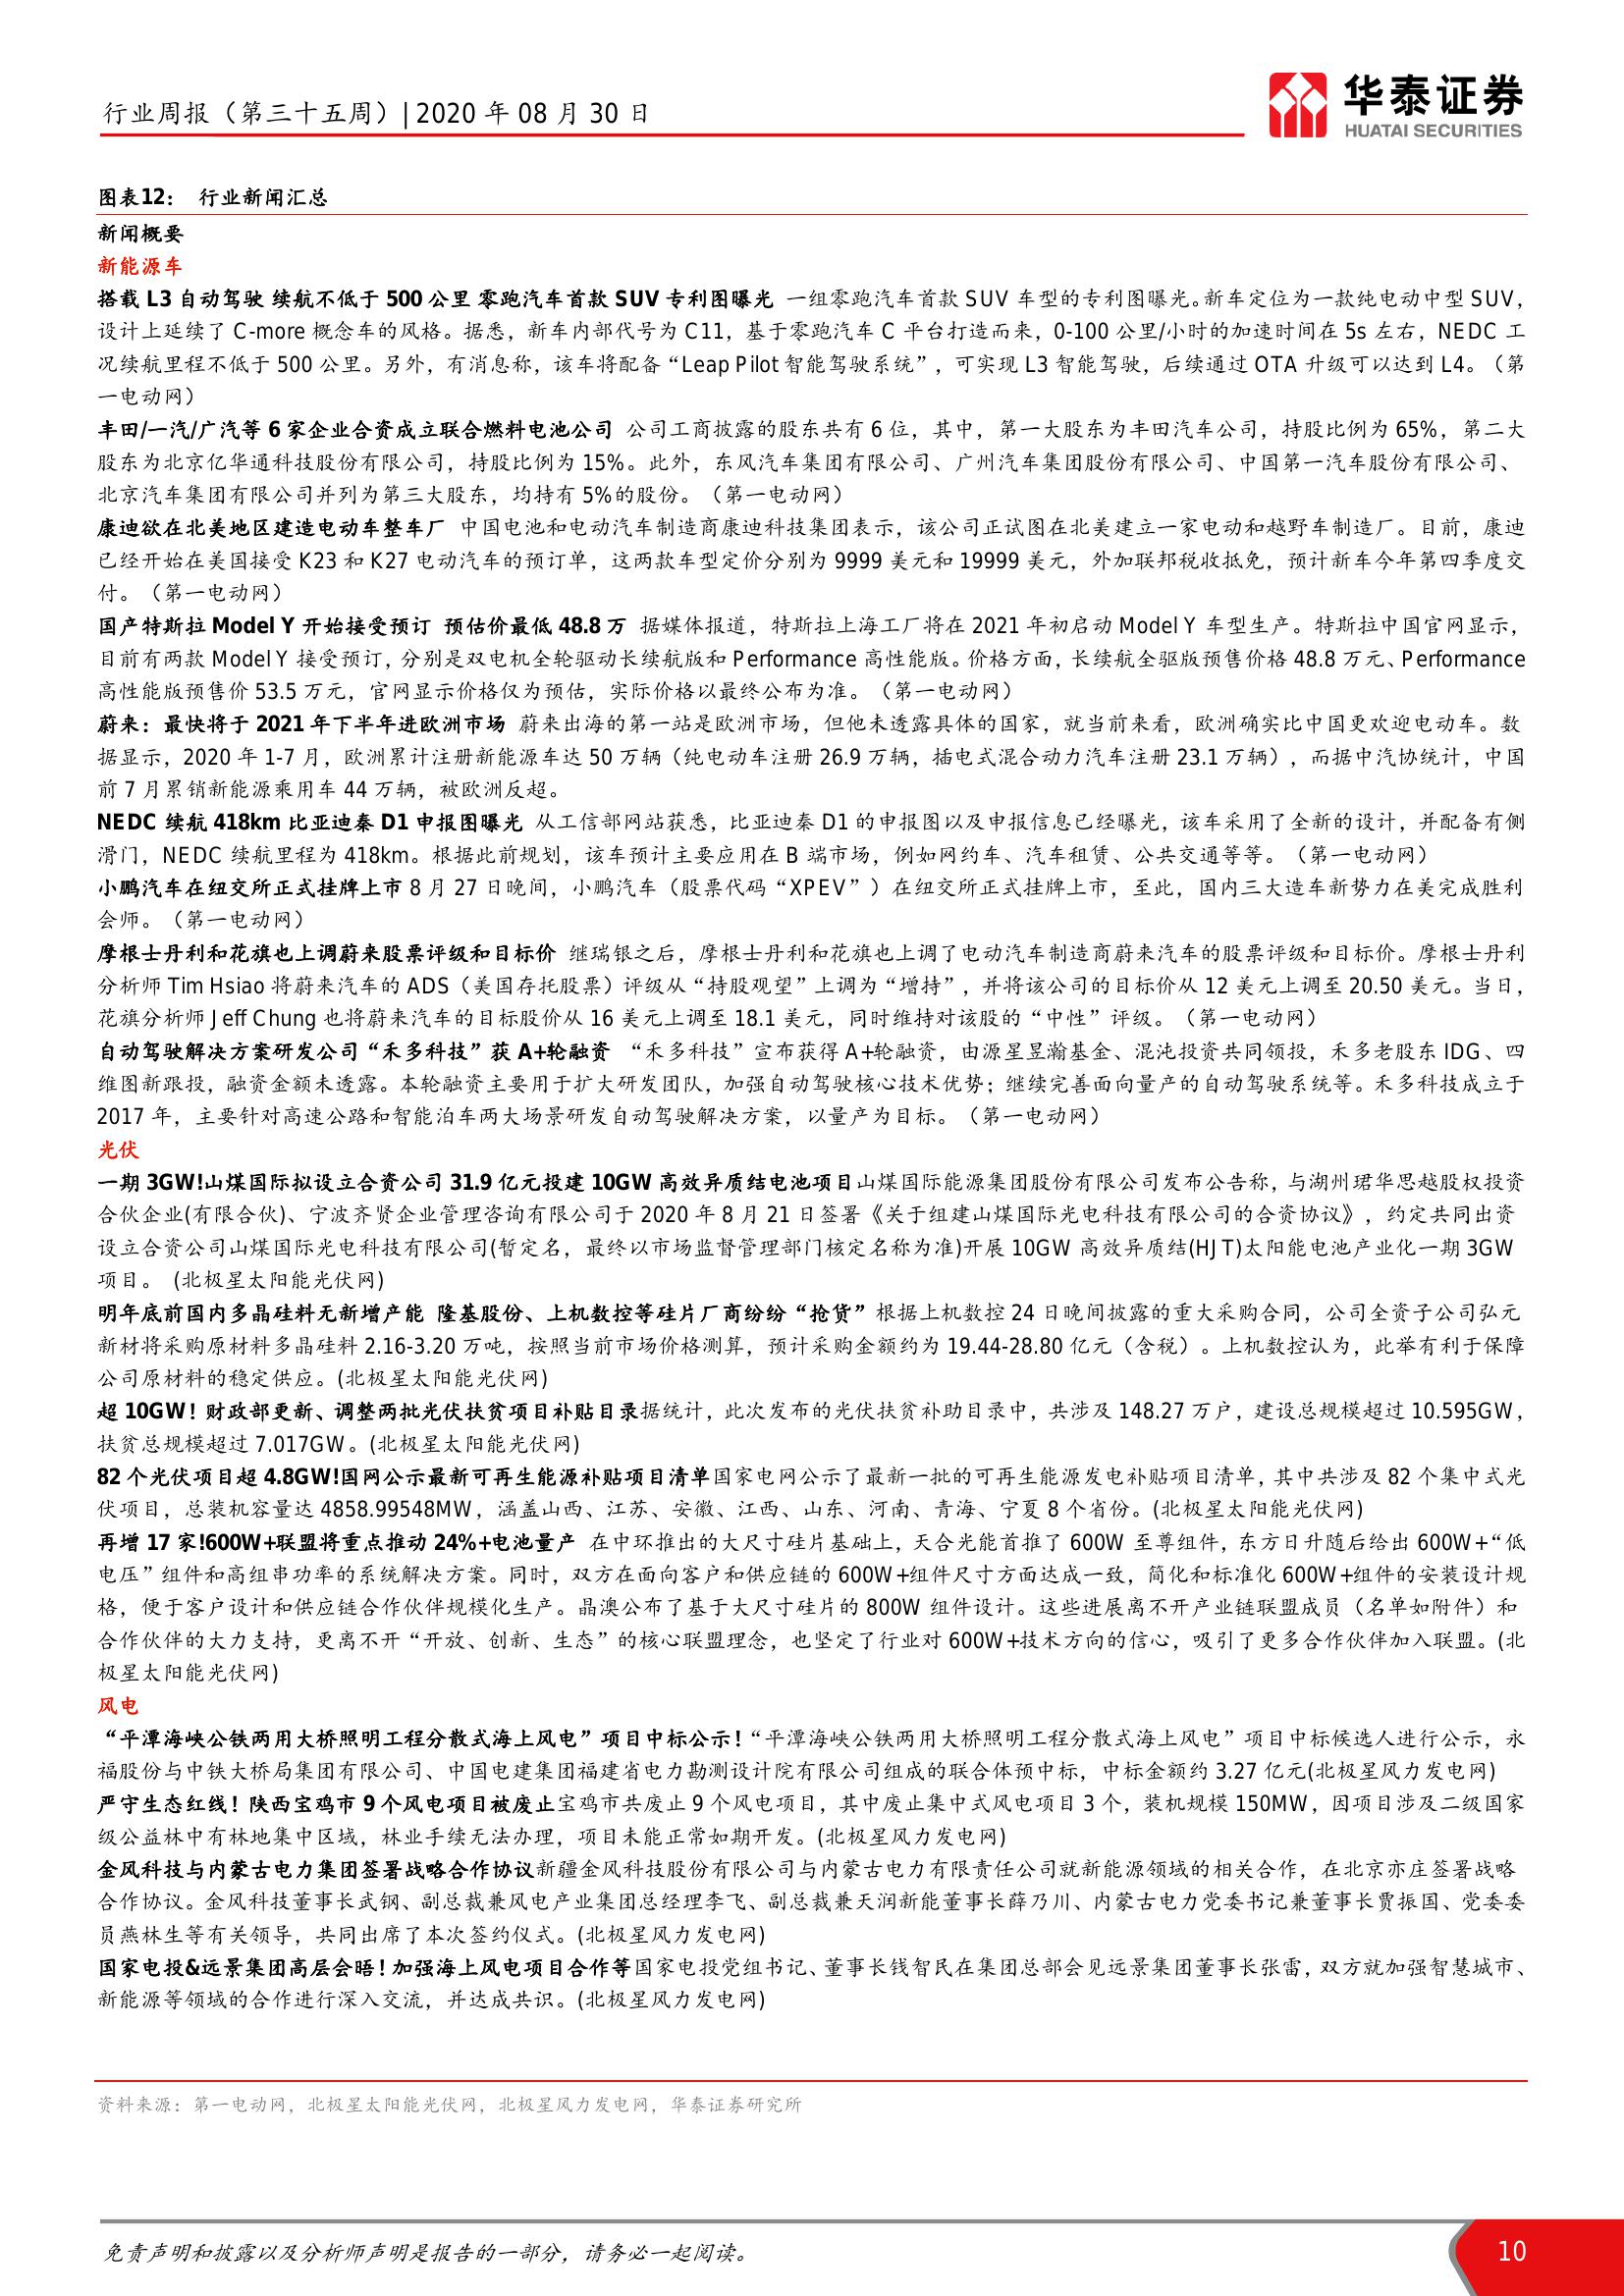 行业周报（第三十五周）| 2020 年 08 月 30 日
华泰证券
HUATAI SECURITIES
图表12： 行业新闻汇总
新闻概要
新能源车
搭载 L3 自动驾驶 续航不低于 500 公里 零跑汽车首款 SUV 专利图曝光 一组零跑汽车首款 SUV 车型的专利图曝光。新车定位为一款纯电动中型 SUV，
设计上延续了 C-more 概念车的风格。据悉，新车内部代号为 C11，基于零跑汽车 C 平台打造而来，0-100 公里/小时的加速时间在 5s 左右，NEDC 工
况续航里程不低于 500 公里。另外，有消息称，该车将配备“Leap Pilot 智能驾驶系统”，可实现 L3 智能驾驶，后续通过 OTA 升级可以达到 L4。（第
一电动网）
丰田/一汽/广汽等 6 家企业合资成立联合燃料电池公司 公司工商披露的股东共有 6 位，其中，第一大股东为丰田汽车公司，持股比例为 65%，第二大
股东为北京亿华通科技股份有限公司，持股比例为 15%。此外，东风汽车集团有限公司、广州汽车集团股份有限公司、中国第一汽车股份有限公司、
北京汽车集团有限公司并列为第三大股东，均持有 5%的股份。（第一电动网）
康迪欲在北美地区建造电动车整车厂 中国电池和电动汽车制造商康迪科技集团表示，该公司正试图在北美建立一家电动和越野车制造厂。目前，康迪
已经开始在美国接受 K23 和 K27 电动汽车的预订单，这两款车型定价分别为 9999 美元和 19999 美元，外加联邦税收抵免，预计新车今年第四季度交
付。（第一电动网）
国产特斯拉 Model Y 开始接受预订 预估价最低 48.8 万 据媒体报道，特斯拉上海工厂将在 2021 年初启动 Model Y 车型生产。特斯拉中国官网显示，
目前有两款 Model Y 接受预订，分别是双电机全轮驱动长续航版和 Performance 高性能版。价格方面，长续航全驱版预售价格 48.8 万元、Performance
高性能版预售价 53.5 万元，官网显示价格仅为预估，实际价格以最终公布为准。（第一电动网）
蔚来：最快将于 2021 年下半年进欧洲市场 蔚来出海的第一站是欧洲市场，但他未透露具体的国家，就当前来看，欧洲确实比中国更欢迎电动车。数
据显示，2020 年 1-7 月，欧洲累计注册新能源车达 50 万辆（纯电动车注册 26.9 万辆，插电式混合动力汽车注册 23.1 万辆），而据中汽协统计，中国
前 7 月累销新能源乘用车 44 万辆，被欧洲反超。
NEDC 续航 418km 比亚迪秦 D1 申报图曝光 从工信部网站获悉，比亚迪秦 D1 的申报图以及申报信息已经曝光，该车采用了全新的设计，并配备有侧
滑门，NEDC 续航里程为 418km。根据此前规划，该车预计主要应用在 B 端市场，例如网约车、汽车租赁、公共交通等等。（第一电动网）
小鹏汽车在纽交所正式挂牌上市 8 月 27 日晚间，小鹏汽车（股票代码“XPEV”）在纽交所正式挂牌上市，至此，国内三大造车新势力在美完成胜利
会师。（第一电动网）
摩根士丹利和花旗也上调蔚来股票评级和目标价 继瑞银之后，摩根士丹利和花旗也上调了电动汽车制造商蔚来汽车的股票评级和目标价。摩根士丹利
分析师 Tim Hsiao 将蔚来汽车的 ADS（美国存托股票）评级从“持股观望”上调为“增持”，并将该公司的目标价从 12 美元上调至 20.50 美元。当日，
花旗分析师 Jeff Chung 也将蔚来汽车的目标股价从 16 美元上调至 18.1 美元，同时维持对该股的“中性”评级。（第一电动网）
自动驾驶解决方案研发公司“禾多科技”获 A+轮融资 “禾多科技”宣布获得 A+轮融资，由源星昱瀚基金、混沌投资共同领投，禾多老股东 IDG、四
维图新跟投，融资金额未透露。本轮融资主要用于扩大研发团队，加强自动驾驶核心技术优势；继续完善面向量产的自动驾驶系统等。禾多科技成立于
2017 年，主要针对高速公路和智能泊车两大场景研发自动驾驶解决方案，以量产为目标。（第一电动网）
光伏
一期 3GW!山煤国际拟设立合资公司 31.9 亿元投建 10GW 高效异质结电池项目山煤国际能源集团股份有限公司发布公告称，与湖州珺华思越股权投资
合伙企业(有限合伙)、宁波齐贤企业管理咨询有限公司于 2020 年 8 月 21 日签署《关于组建山煤国际光电科技有限公司的合资协议》，约定共同出资
设立合资公司山煤国际光电科技有限公司(暂定名，最终以市场监督管理部门核定名称为准)开展 10GW 高效异质结(HJT)太阳能电池产业化一期 3GW
项目。 (北极星太阳能光伏网)
明年底前国内多晶硅料无新增产能 隆基股份、上机数控等硅片厂商纷纷“抢货”根据上机数控 24 日晚间披露的重大采购合同，公司全资子公司弘元
新材将采购原材料多晶硅料 2.16-3.20 万吨，按照当前市场价格测算，预计采购金额约为 19.44-28.80 亿元（含税）。上机数控认为，此举有利于保障
公司原材料的稳定供应。(北极星太阳能光伏网)
超 10GW！财政部更新、调整两批光伏扶贫项目补贴目录据统计，此次发布的光伏扶贫补助目录中，共涉及 148.27 万户，建设总规模超过 10.595GW，
扶贫总规模超过 7.017GW。(北极星太阳能光伏网)
82 个光伏项目超 4.8GW!国网公示最新可再生能源补贴项目清单国家电网公示了最新一批的可再生能源发电补贴项目清单，其中共涉及 82 个集中式光
伏项目，总装机容量达 4858.99548MW，涵盖山西、江苏、安徽、江西、山东、河南、青海、宁夏 8 个省份。(北极星太阳能光伏网)
再增 17 家!600W+联盟将重点推动 24%+电池量产 在中环推出的大尺寸硅片基础上，天合光能首推了 600W 至尊组件，东方日升随后给出 600W+“低
电压”组件和高组串功率的系统解决方案。同时，双方在面向客户和供应链的 600W+组件尺寸方面达成一致，简化和标准化 600W+组件的安装设计规
格，便于客户设计和供应链合作伙伴规模化生产。晶澳公布了基于大尺寸硅片的 800W 组件设计。这些进展离不开产业链联盟成员（名单如附件）和
合作伙伴的大力支持，更离不开“开放、创新、生态”的核心联盟理念，也坚定了行业对 600W+技术方向的信心，吸引了更多合作伙伴加入联盟。(北
极星太阳能光伏网)
风电
“平潭海峡公铁两用大桥照明工程分散式海上风电”项目中标公示！“平潭海峡公铁两用大桥照明工程分散式海上风电”项目中标候选人进行公示，永
福股份与中铁大桥局集团有限公司、中国电建集团福建省电力勘测设计院有限公司组成的联合体预中标，中标金额约 3.27 亿元(北极星风力发电网)
严守生态红线！陕西宝鸡市 9 个风电项目被废止宝鸡市共废止 9 个风电项目，其中废止集中式风电项目 3 个，装机规模 150MW，因项目涉及二级国家
级公益林中有林地集中区域，林业手续无法办理，项目未能正常如期开发。(北极星风力发电网)
金风科技与内蒙古电力集团签署战略合作协议新疆金风科技股份有限公司与内蒙古电力有限责任公司就新能源领域的相关合作，在北京亦庄签署战略
合作协议。金风科技董事长武钢、副总裁兼风电产业集团总经理李飞、副总裁兼天润新能董事长薛乃川、内蒙古电力党委书记兼董事长贾振国、党委委
员燕林生等有关领导，共同出席了本次签约仪式。(北极星风力发电网)
国家电投&远景集团高层会晤！加强海上风电项目合作等国家电投党组书记、董事长钱智民在集团总部会见远景集团董事长张雷，双方就加强智慧城市、
新能源等领域的合作进行深入交流，并达成共识。(北极星风力发电网)
资料来源：第一电动网，北极星太阳能光伏网，北极星风力发电网，华泰证券研究所
免责声明和披露以及分析师声明是报告的一部分，请务必一起阅读。
10